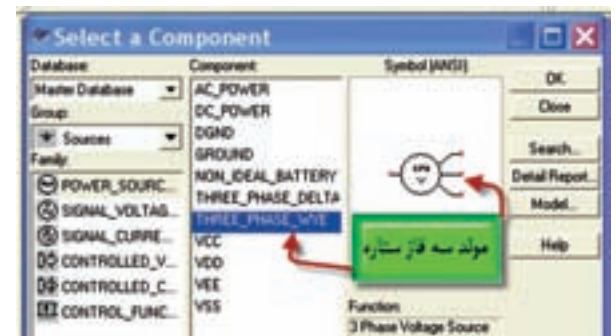 Select a Component
Database:
Master Database
Group:
Sources
Family:
POWER_SOURC...
SIGNAL_VOLTAG...
SIGNAL_CURRE...
CONTROLLED_V...
CONTROLLED_C...
CONTROL_FUNC...
Component:
AC_POWER
DC_POWER
DGND
GROUND
NON_IDEAL_BATTERY
THREE_PHASE_DELTA
THREE_PHASE_WYE
VCC
VDD
VEE
VSS
Symbol (ANSI)
مولد سه فاز ستاره
Function:
3 Phase Voltage Source
OK
Close
Search...
Detail Report...
Model...
Help